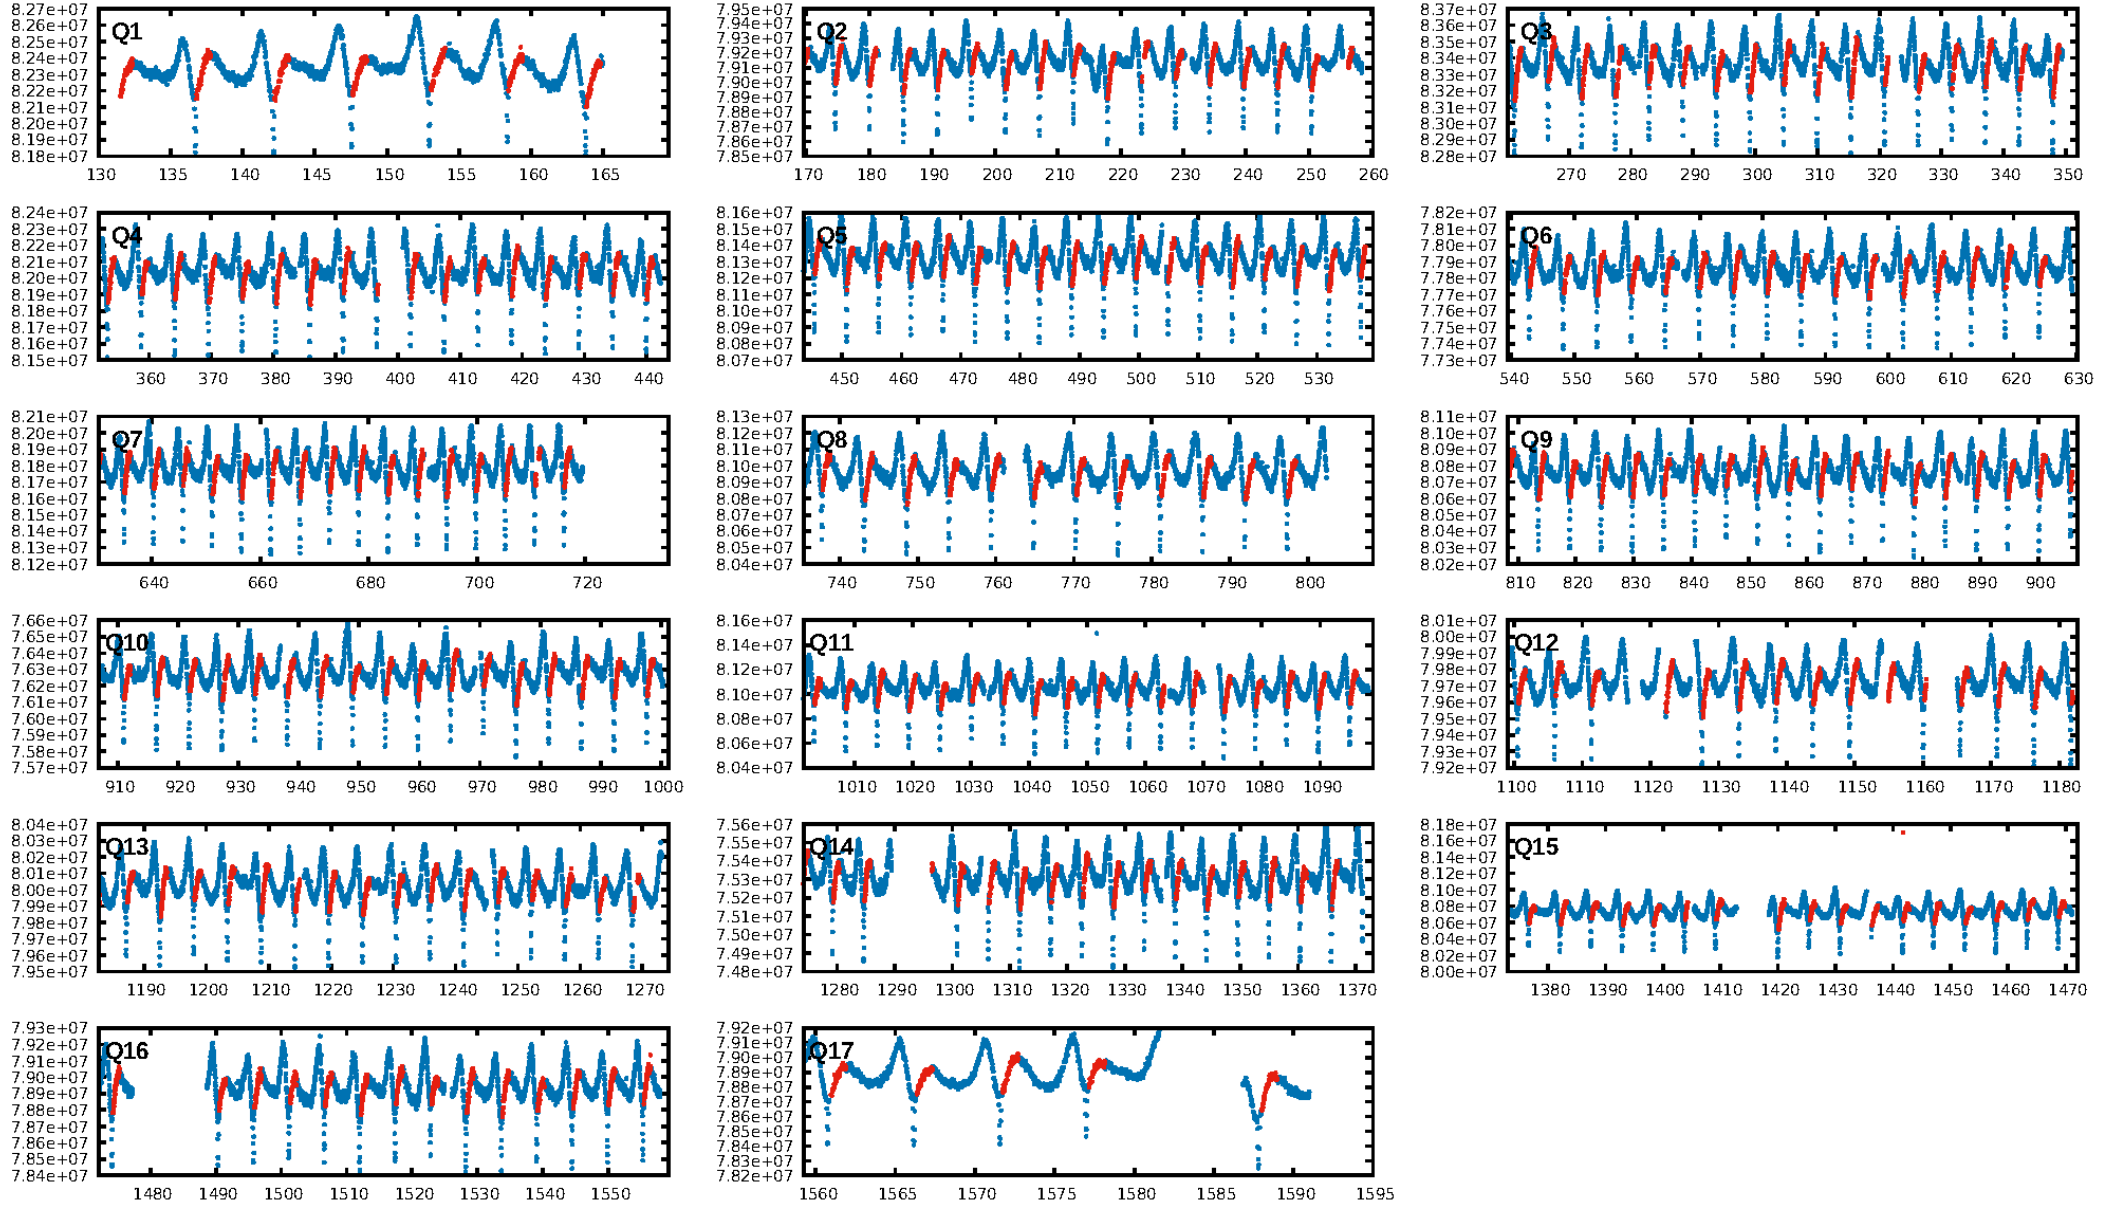 Q1
8.27e+07
8.26e+07
8.25e+07
8.24e+07
8.23e+07
8.22e+07
8.21e+07
8.20e+07
8.19e+07
8.18e+07
130 135 140 145 150 155 160 165
Q2
7.95e+07
7.94e+07
7.93e+07
7.92e+07
7.91e+07
7.90e+07
7.89e+07
7.88e+07
7.87e+07
7.86e+07
7.85e+07
170 180 190 200 210 220 230 240 250 260
Q3
8.37e+07
8.36e+07
8.35e+07
8.34e+07
8.33e+07
8.32e+07
8.31e+07
8.30e+07
8.29e+07
8.28e+07
270 280 290 300 310 320 330 340 350
Q4
8.24e+07
8.23e+07
8.22e+07
8.21e+07
8.20e+07
8.19e+07
8.18e+07
8.17e+07
8.16e+07
8.15e+07
360 370 380 390 400 410 420 430 440
Q5
8.16e+07
8.15e+07
8.14e+07
8.13e+07
8.12e+07
8.11e+07
8.10e+07
8.09e+07
8.08e+07
8.07e+07
450 460 470 480 490 500 510 520 530
Q6
7.82e+07
7.81e+07
7.80e+07
7.79e+07
7.78e+07
7.77e+07
7.76e+07
7.75e+07
7.74e+07
7.73e+07
540 550 560 570 580 590 600 610 620 630
Q7
8.21e+07
8.20e+07
8.19e+07
8.18e+07
8.17e+07
8.16e+07
8.15e+07
8.14e+07
8.13e+07
8.12e+07
640 660 680 700 720
Q8
8.13e+07
8.12e+07
8.11e+07
8.10e+07
8.09e+07
8.08e+07
8.07e+07
8.06e+07
8.05e+07
8.04e+07
740 750 760 770 780 790 800
Q9
8.11e+07
8.10e+07
8.09e+07
8.08e+07
8.07e+07
8.06e+07
8.05e+07
8.04e+07
8.03e+07
8.02e+07
810 820 830 840 850 860 870 880 890 900
Q10
7.66e+07
7.65e+07
7.64e+07
7.63e+07
7.62e+07
7.61e+07
7.60e+07
7.59e+07
7.58e+07
7.57e+07
910 920 930 940 950 960 970 980 990 1000
Q11
8.16e+07
8.14e+07
8.12e+07
8.10e+07
8.08e+07
8.06e+07
8.04e+07
1010 1020 1030 1040 1050 1060 1070 1080 1090
Q12
8.01e+07
8.00e+07
7.99e+07
7.98e+07
7.97e+07
7.96e+07
7.95e+07
7.94e+07
7.93e+07
7.92e+07
1100 1110 1120 1130 1140 1150 1160 1170 1180
Q13
8.04e+07
8.03e+07
8.02e+07
8.01e+07
8.00e+07
7.99e+07
7.98e+07
7.97e+07
7.96e+07
7.95e+07
1190 1200 1210 1220 1230 1240 1250 1260 1270
Q14
7.56e+07
7.55e+07
7.54e+07
7.53e+07
7.52e+07
7.51e+07
7.50e+07
7.49e+07
7.48e+07
1280 1290 1300 1310 1320 1330 1340 1350 1360 1370
Q15
8.18e+07
8.16e+07
8.14e+07
8.12e+07
8.10e+07
8.08e+07
8.06e+07
8.04e+07
8.02e+07
8.00e+07
1380 1390 1400 1410 1420 1430 1440 1450 1460 1470
Q16
7.93e+07
7.92e+07
7.91e+07
7.90e+07
7.89e+07
7.88e+07
7.87e+07
7.86e+07
7.85e+07
7.84e+07
1480 1490 1500 1510 1520 1530 1540 1550
Q17
7.92e+07
7.91e+07
7.90e+07
7.89e+07
7.88e+07
7.87e+07
7.86e+07
7.85e+07
7.84e+07
7.83e+07
7.82e+07
1560 1565 1570 1575 1580 1585 1590 1595